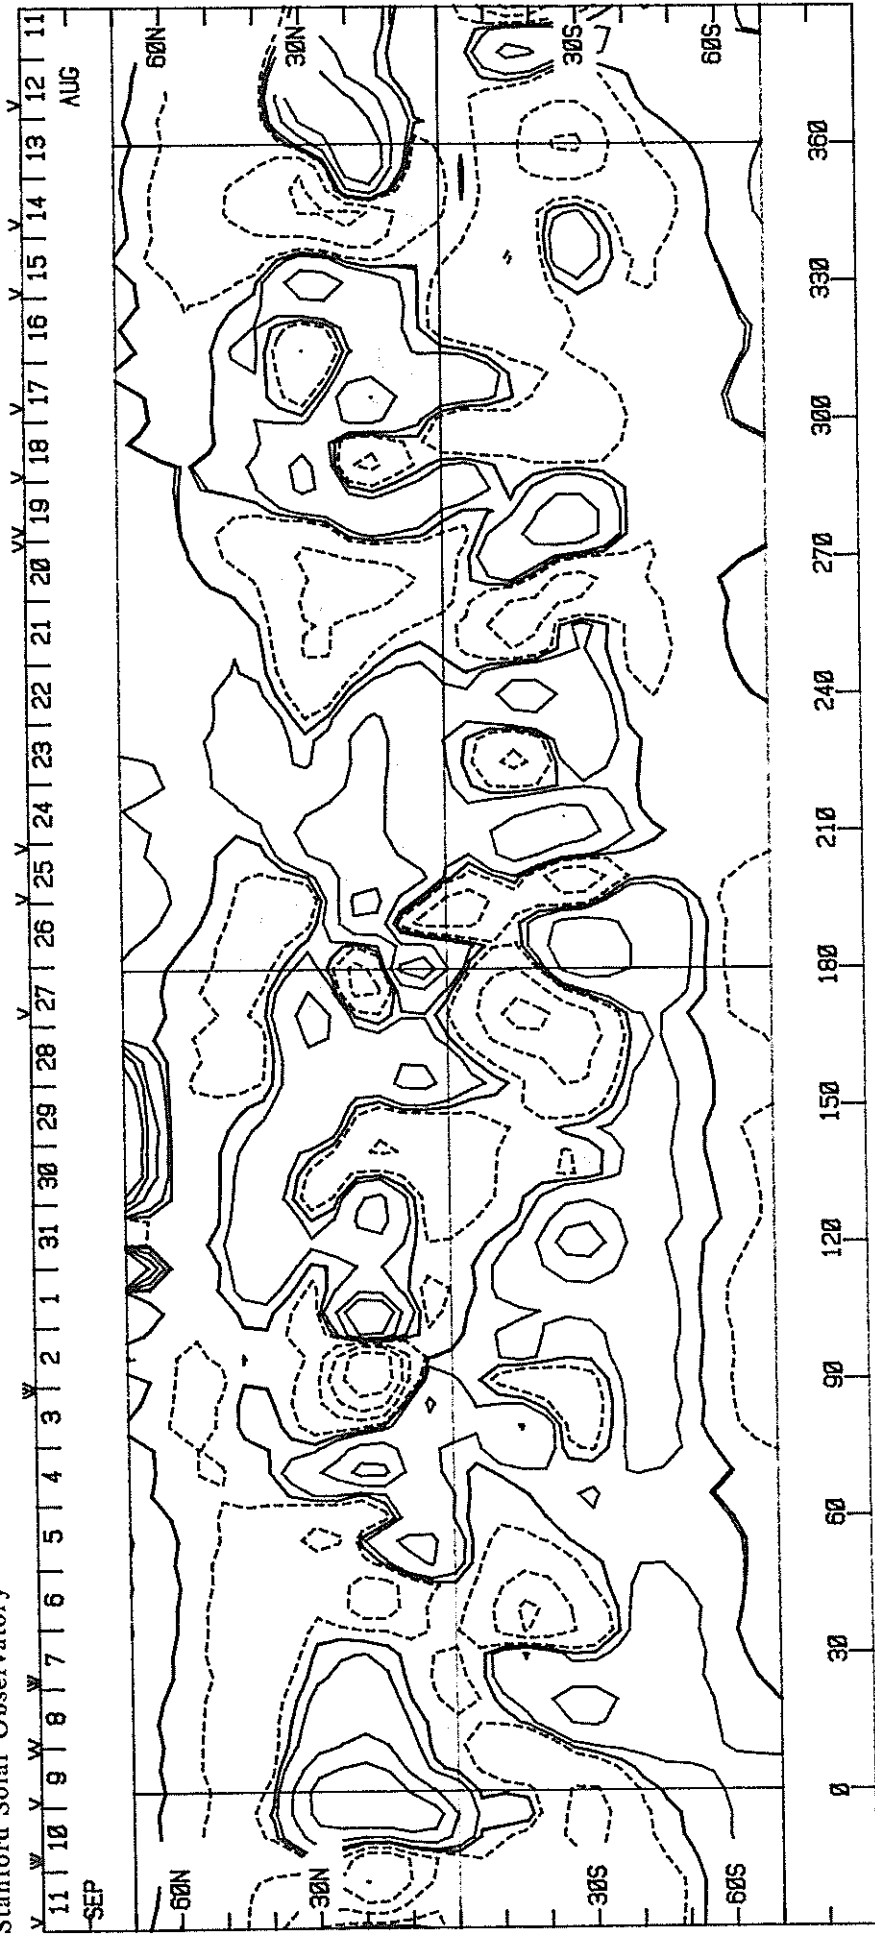 Stanford Solar Observatory
11 | 10 | 9 | 8 | 7 | 6 | 5 | 4 | 3 | 2 | 1 | 31 | 30 | 29 | 28 | 27 | 26 | 25 | 24 | 23 | 22 | 21 | 20 | 19 | 18 | 17 | 16 | 15 | 14 | 13 | 12 | 11
SEP AUG
60N 60N
30N 30N
30S 30S
60S 60S
0 30 60 90 120 150 180 210 240 270 300 330 360